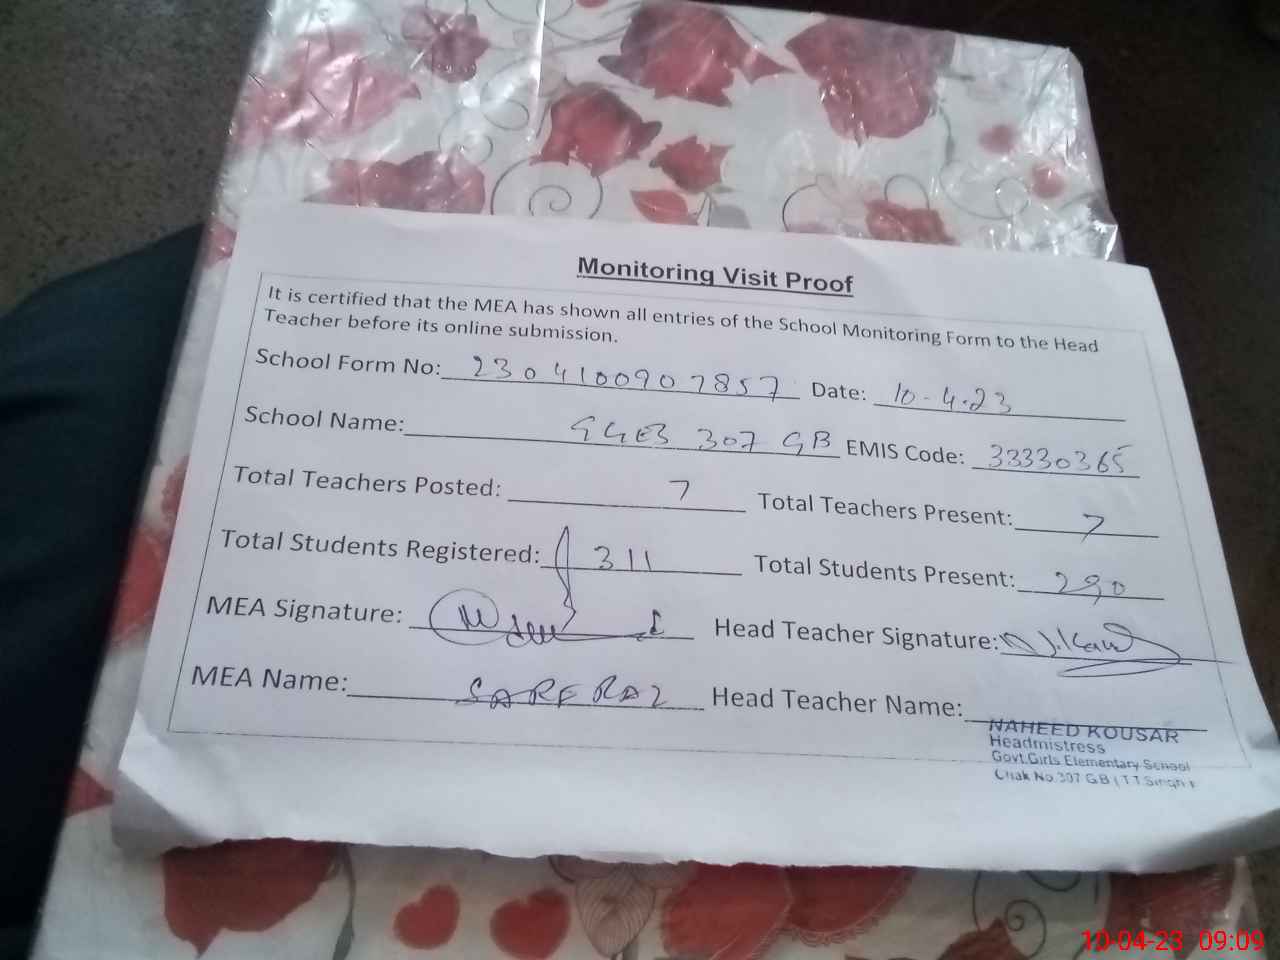 Monitoring Visit Proof
It is certified that the MEA has shown all entries of the School Monitoring Form to the Head
Teacher before its online submission.
School Form No: 2304100907857 Date: 10-4-23
School Name: GGES 307 GB EMIS Code: 33330365
Total Teachers Posted: 7 Total Teachers Present: 7
Total Students Registered: 311 Total Students Present: 290
MEA Signature: Head Teacher Signature:
MEA Name: SARFRAZ Head Teacher Name:
NAHEED KOUSAR
Headmistress
Govt.Girls Elementary School
Chak No 307 GB (T.T.Singh)
10-04-23 09:09